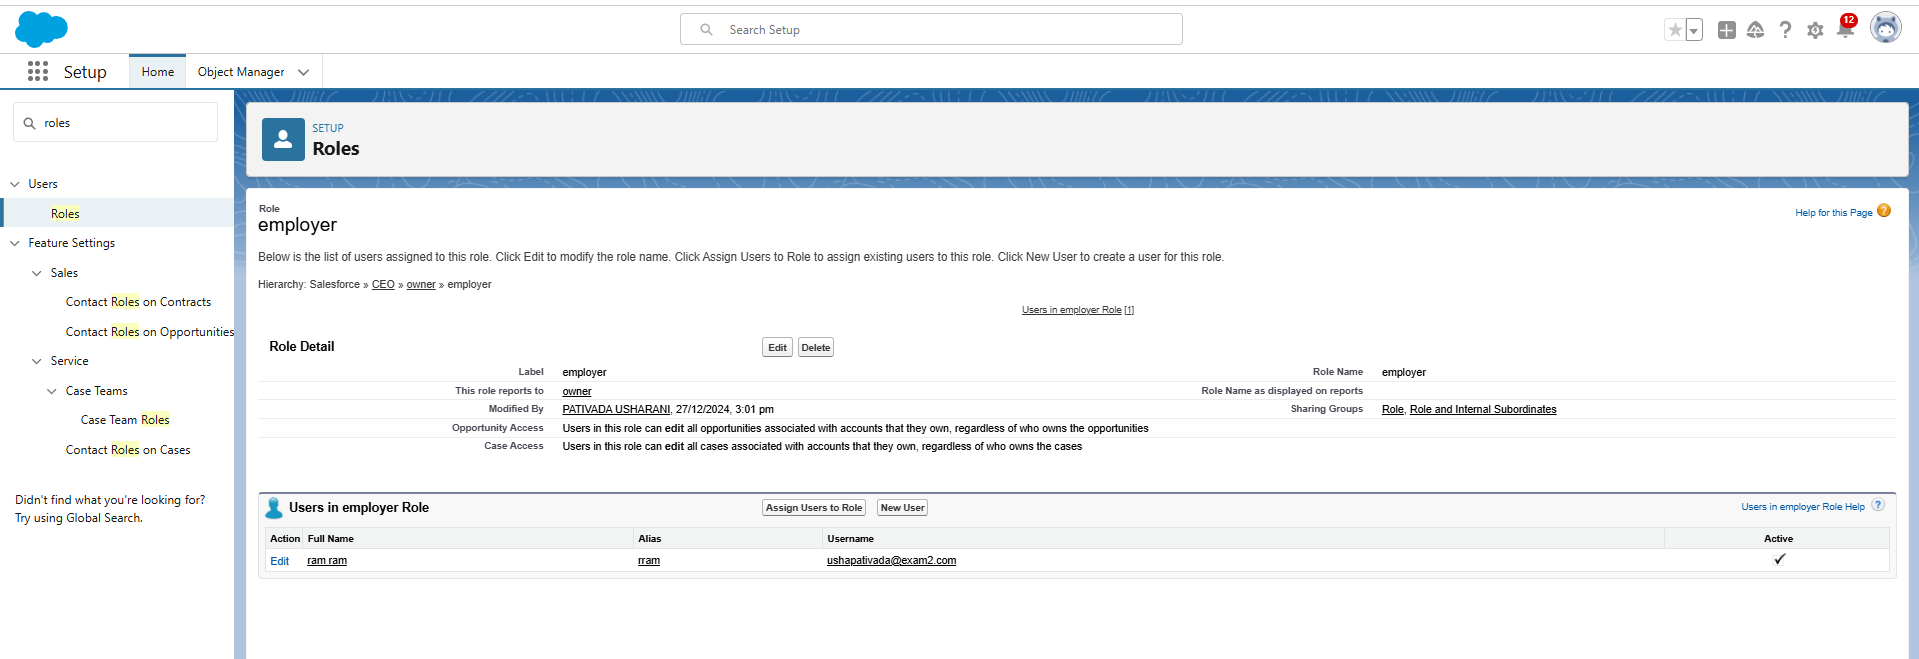 Search Setup
12
Setup
Home
Object Manager
roles
Users
Roles
Feature Settings
Sales
Contact Roles on Contracts
Contact Roles on Opportunities
Service
Case Teams
Case Team Roles
Contact Roles on Cases
Didn't find what you're looking for?
Try using Global Search.
SETUP
Roles
Role
employer
Help for this Page ?
Below is the list of users assigned to this role. Click Edit to modify the role name. Click Assign Users to Role to assign existing users to this role. Click New User to create a user for this role.
Hierarchy: Salesforce » CEO » owner » employer
Users in employer Role [1]
Role Detail Edit Delete
Label employer Role Name employer
This role reports to owner Role Name as displayed on reports
Modified By PATIVADA USHARANI, 27/12/2024, 3:01 pm Sharing Groups Role, Role and Internal Subordinates
Opportunity Access Users in this role can edit all opportunities associated with accounts that they own, regardless of who owns the opportunities
Case Access Users in this role can edit all cases associated with accounts that they own, regardless of who owns the cases
Users in employer Role Assign Users to Role New User Users in employer Role Help ?
Action Full Name Alias Username Active
Edit ram ram rram ushapativada@exam2.com ✓